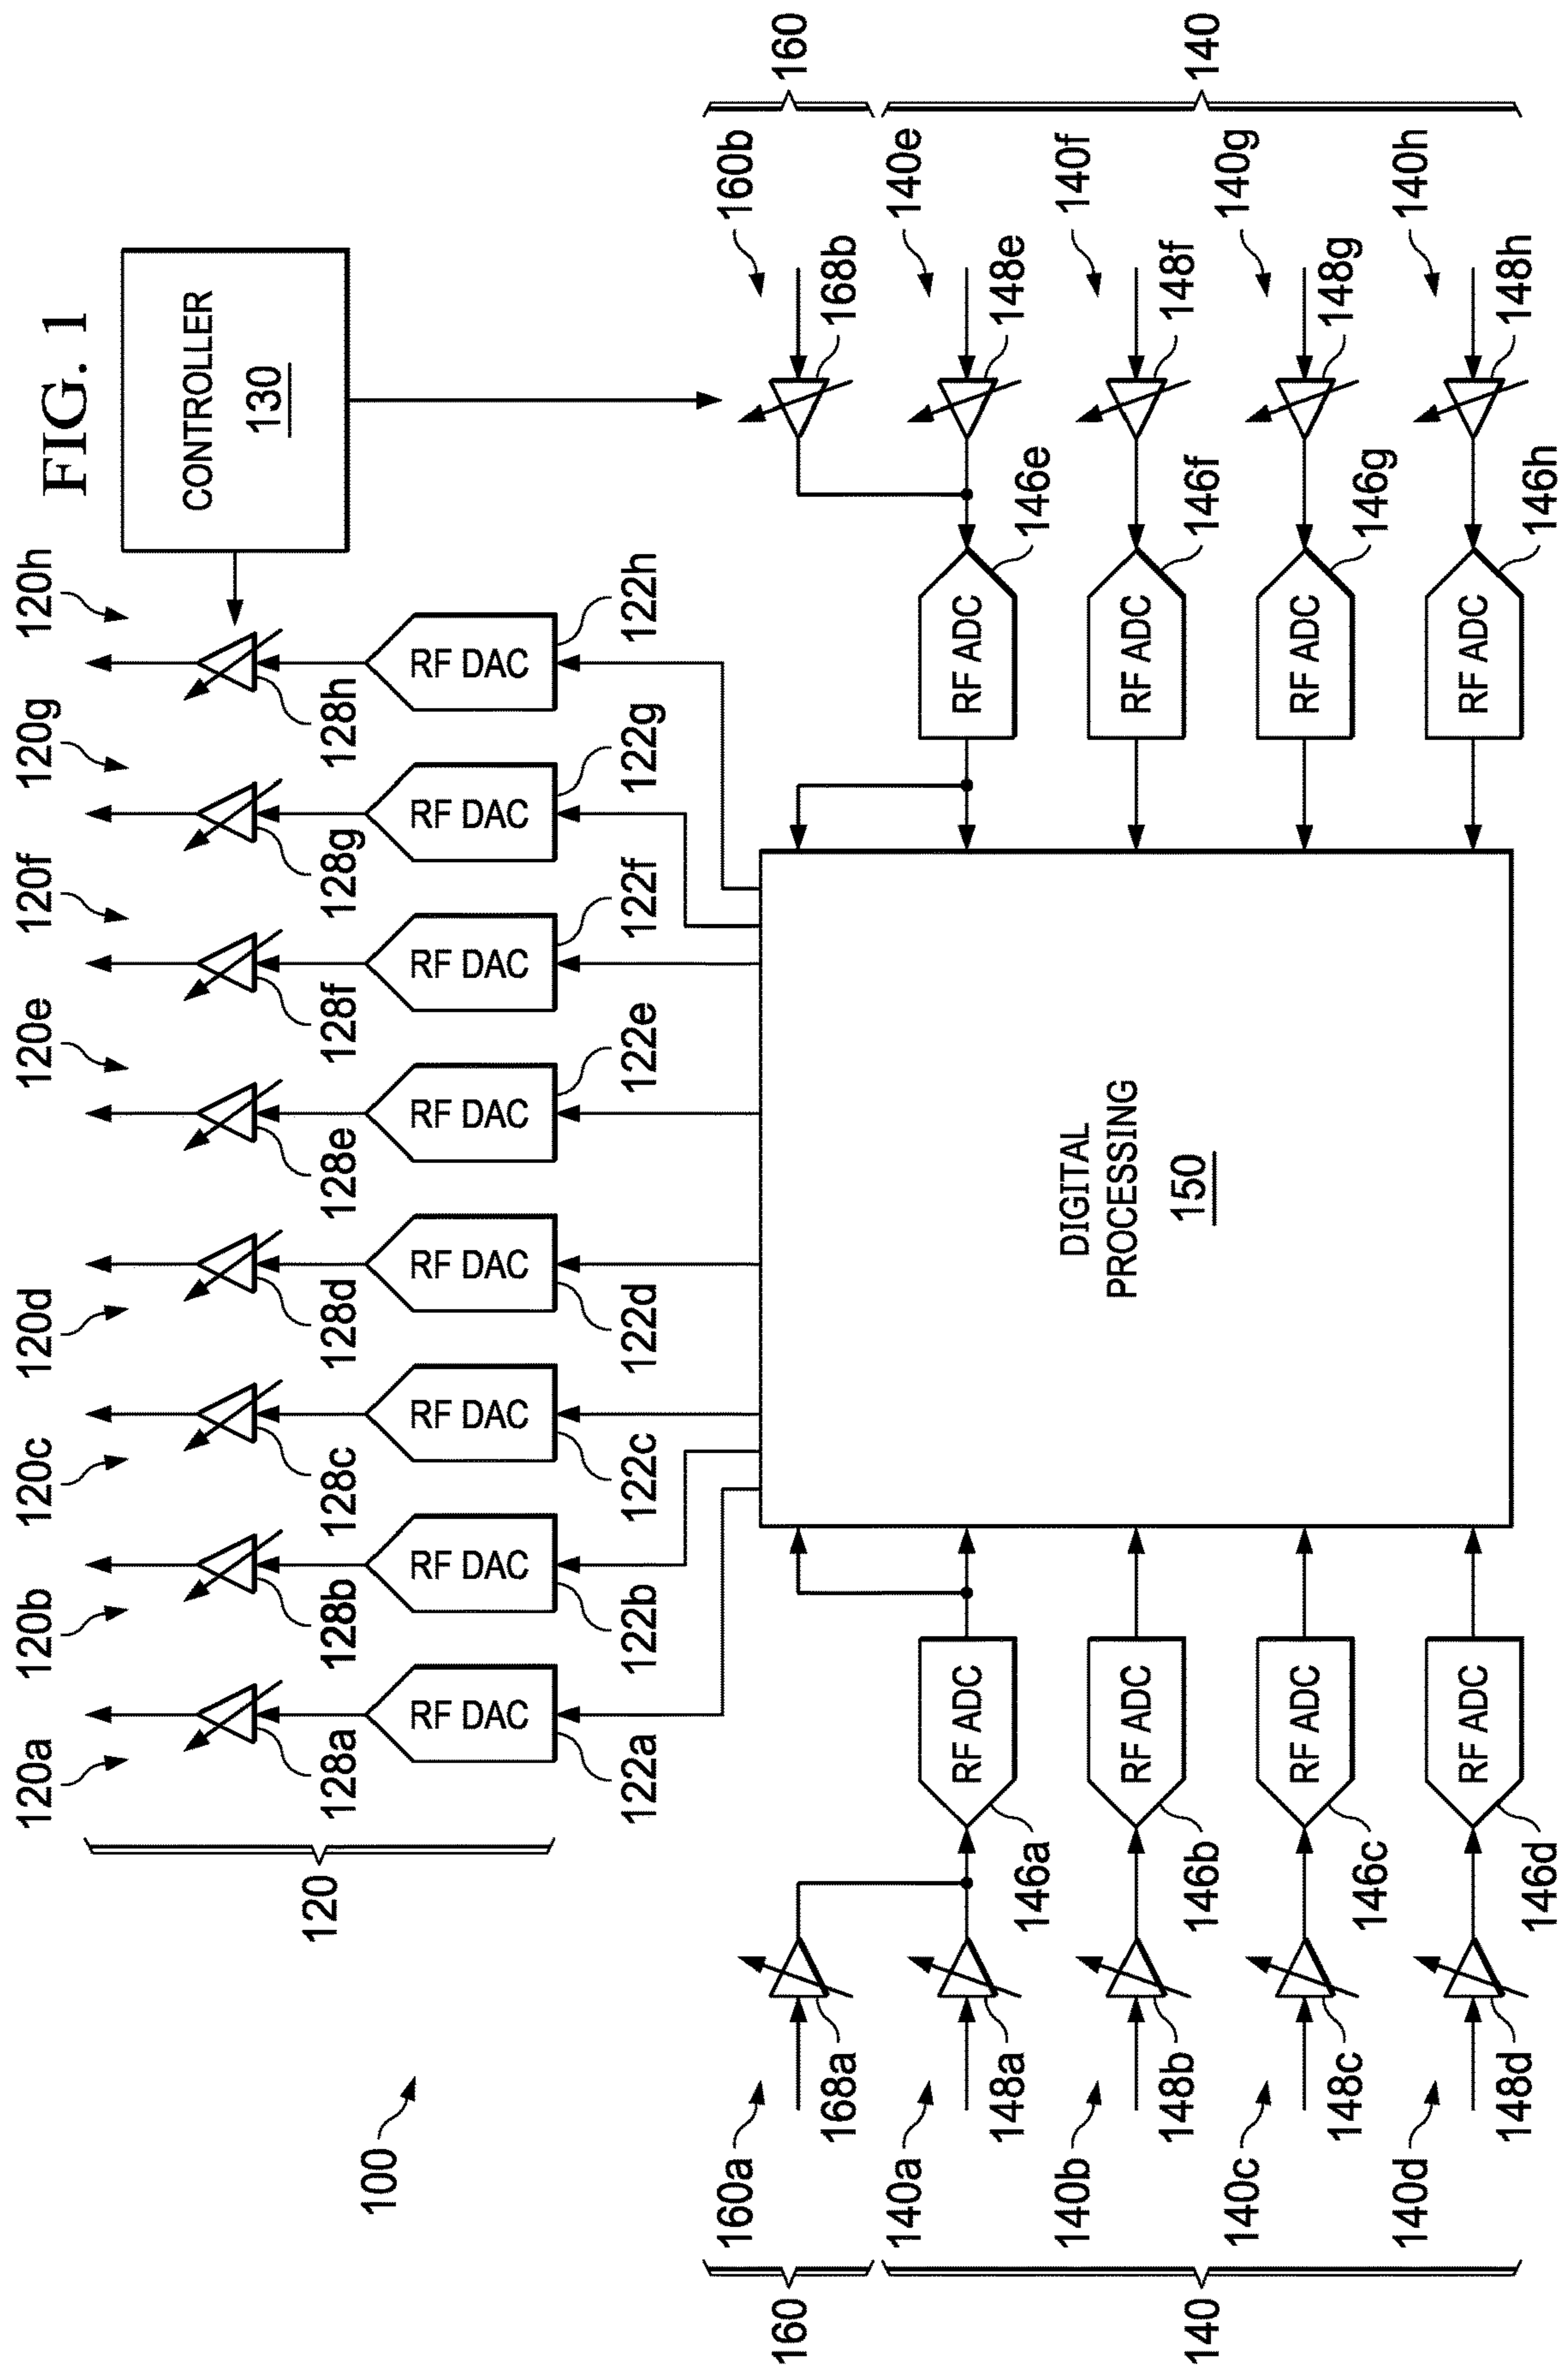 FIG. 1
100
120
120a
120b
120c
120d
120e
120f
120g
120h
128a
128b
128c
128d
128e
128f
128g
128h
RF DAC
RF DAC
RF DAC
RF DAC
RF DAC
RF DAC
RF DAC
RF DAC
122a
122b
122c
122d
122e
122f
122g
122h
CONTROLLER
130
160
160a
168a
160b
168b
160
140
140a
148a
146a
RF ADC
140b
148b
146b
RF ADC
140c
148c
146c
RF ADC
140d
148d
146d
RF ADC
DIGITAL
PROCESSING
150
RF ADC
146e
148e
140e
RF ADC
146f
148f
140f
RF ADC
146g
148g
140g
RF ADC
146h
148h
140h
140